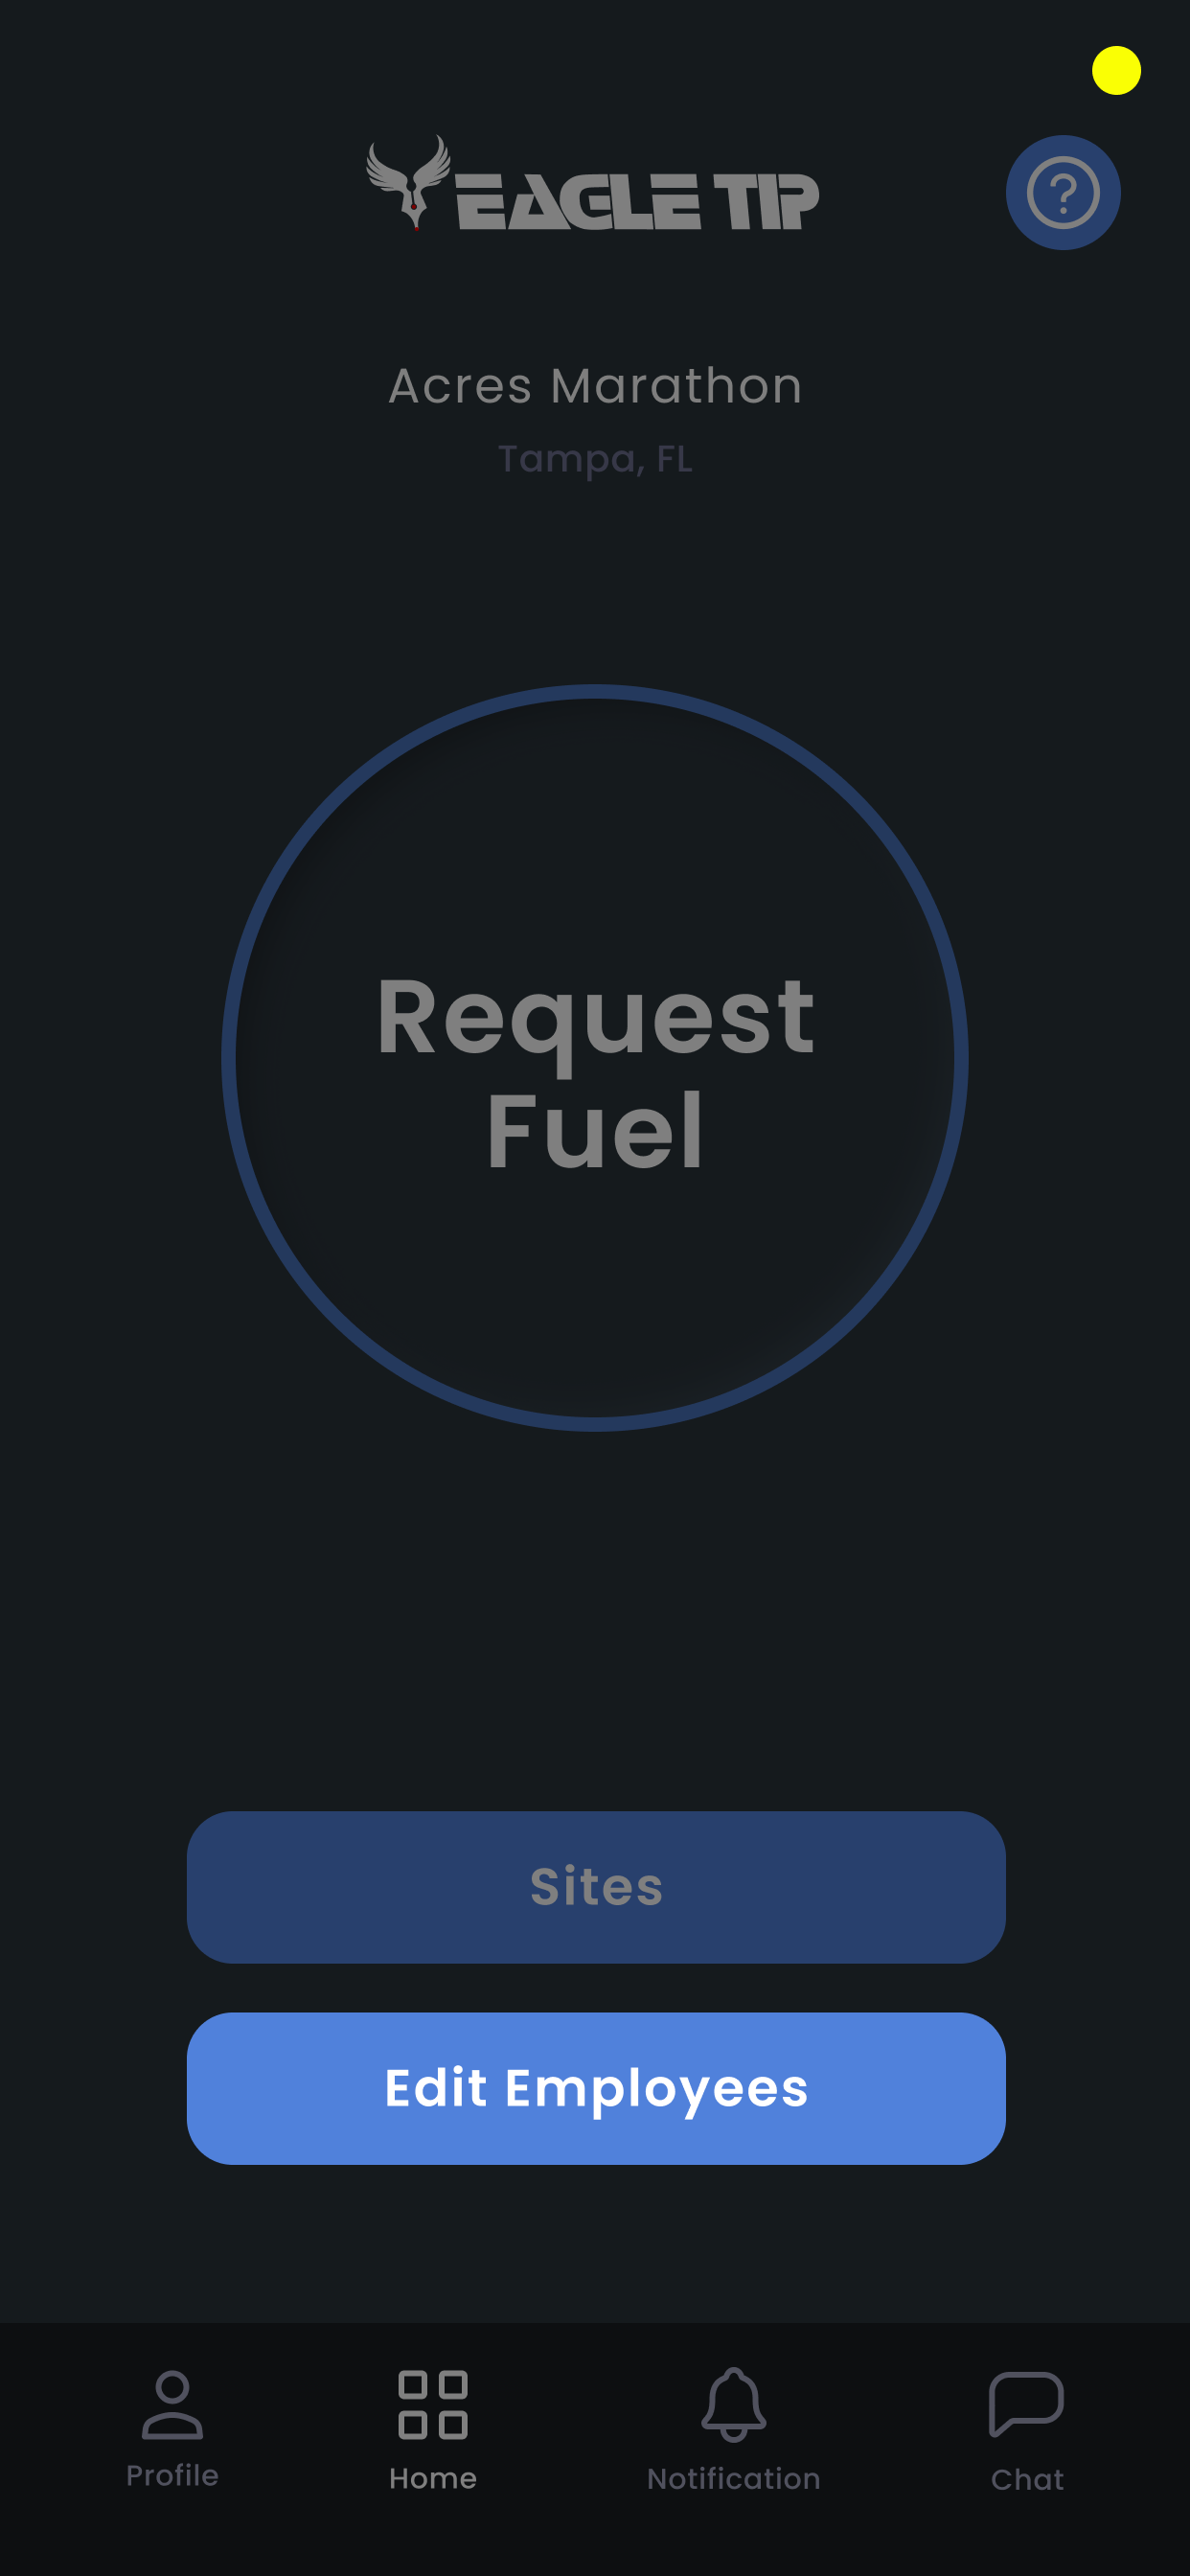 EAGLE TIP
Acres Marathon
Tampa, FL
Request
Fuel
Sites
Edit Employees
Profile
Home
Notification
Chat